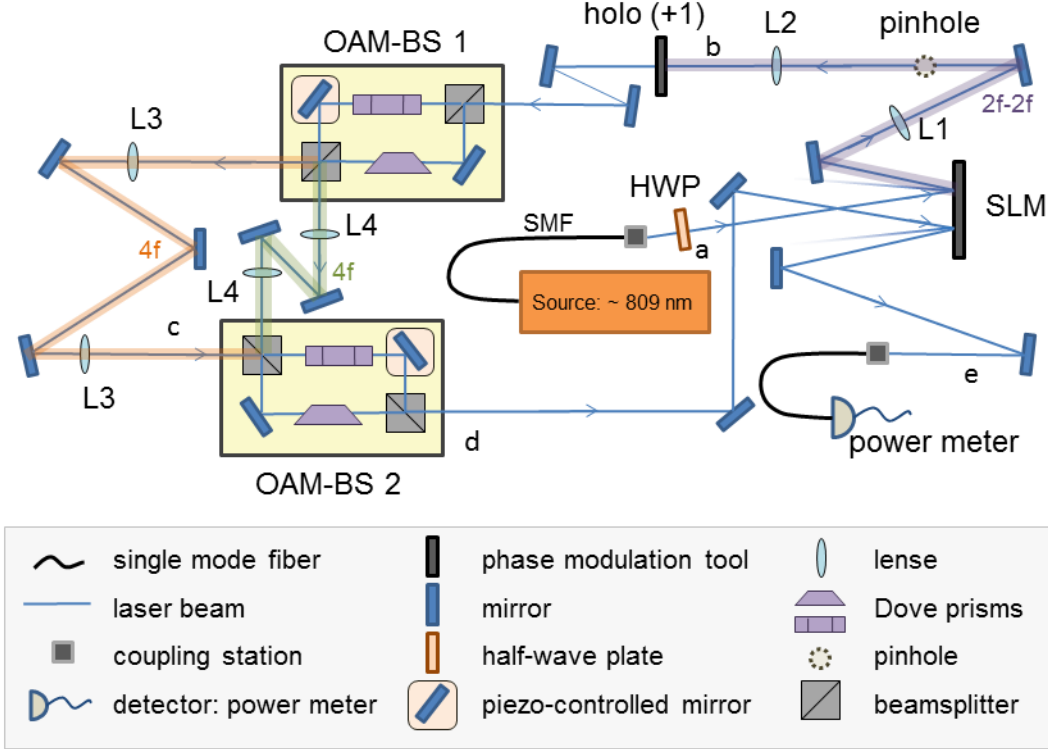 holo (+1)
b
L2
pinhole
OAM-BS 1
2f-2f
L1
L3
HWP
SLM
SMF
a
L4
4f
4f
L4
Source: ~ 809 nm
c
L3
e
d
power meter
OAM-BS 2
single mode fiber
phase modulation tool
lense
laser beam
mirror
Dove prisms
coupling station
half-wave plate
pinhole
detector: power meter
piezo-controlled mirror
beamsplitter